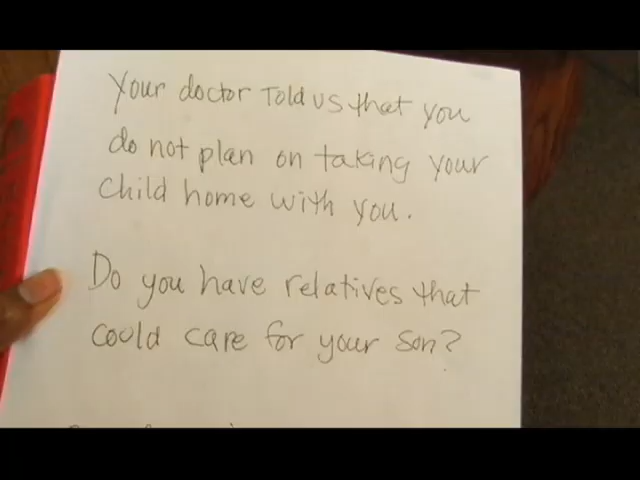 Your doctor Told us that you
do not plan on taking your
child home with you.
Do you have relatives that
could care for your son?